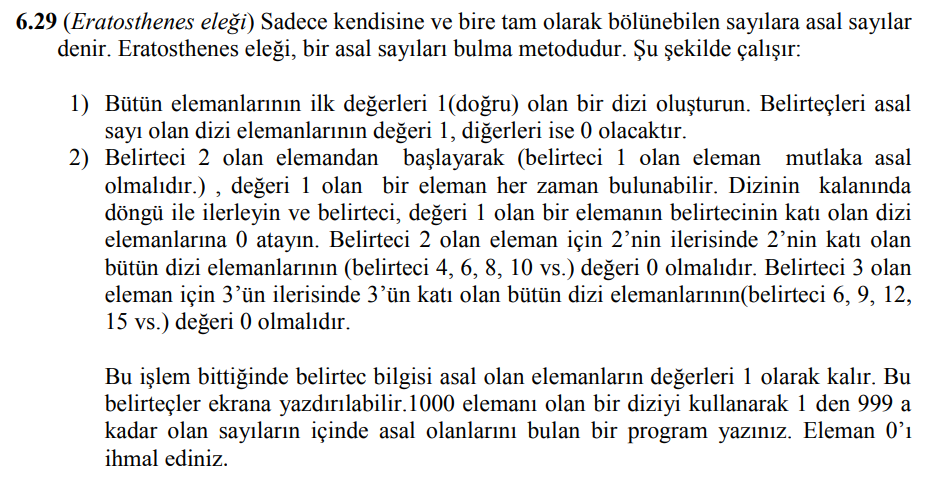 6.29 (Eratosthenes eleği) Sadece kendisine ve bire tam olarak bölünebilen sayılara asal sayılar
denir. Eratosthenes eleği, bir asal sayıları bulma metodudur. Şu şekilde çalışır:
1) Bütün elemanlarının ilk değerleri 1(doğru) olan bir dizi oluşturun. Belirteçleri asal
sayı olan dizi elemanlarının değeri 1, diğerleri ise 0 olacaktır.
2) Belirteci 2 olan elemandan başlayarak (belirteci 1 olan eleman mutlaka asal
olmalıdır.) , değeri 1 olan bir eleman her zaman bulunabilir. Dizinin kalanında
döngü ile ilerleyin ve belirteci, değeri 1 olan bir elemanın belirtecinin katı olan dizi
elemanlarına 0 atayın. Belirteci 2 olan eleman için 2’nin ilerisinde 2’nin katı olan
bütün dizi elemanlarının (belirteci 4, 6, 8, 10 vs.) değeri 0 olmalıdır. Belirteci 3 olan
eleman için 3’ün ilerisinde 3’ün katı olan bütün dizi elemanlarının(belirteci 6, 9, 12,
15 vs.) değeri 0 olmalıdır.
Bu işlem bittiğinde belirtec bilgisi asal olan elemanların değerleri 1 olarak kalır. Bu
belirteçler ekrana yazdırılabilir.1000 elemanı olan bir diziyi kullanarak 1 den 999 a
kadar olan sayıların içinde asal olanlarını bulan bir program yazınız. Eleman 0’ı
ihmal ediniz.